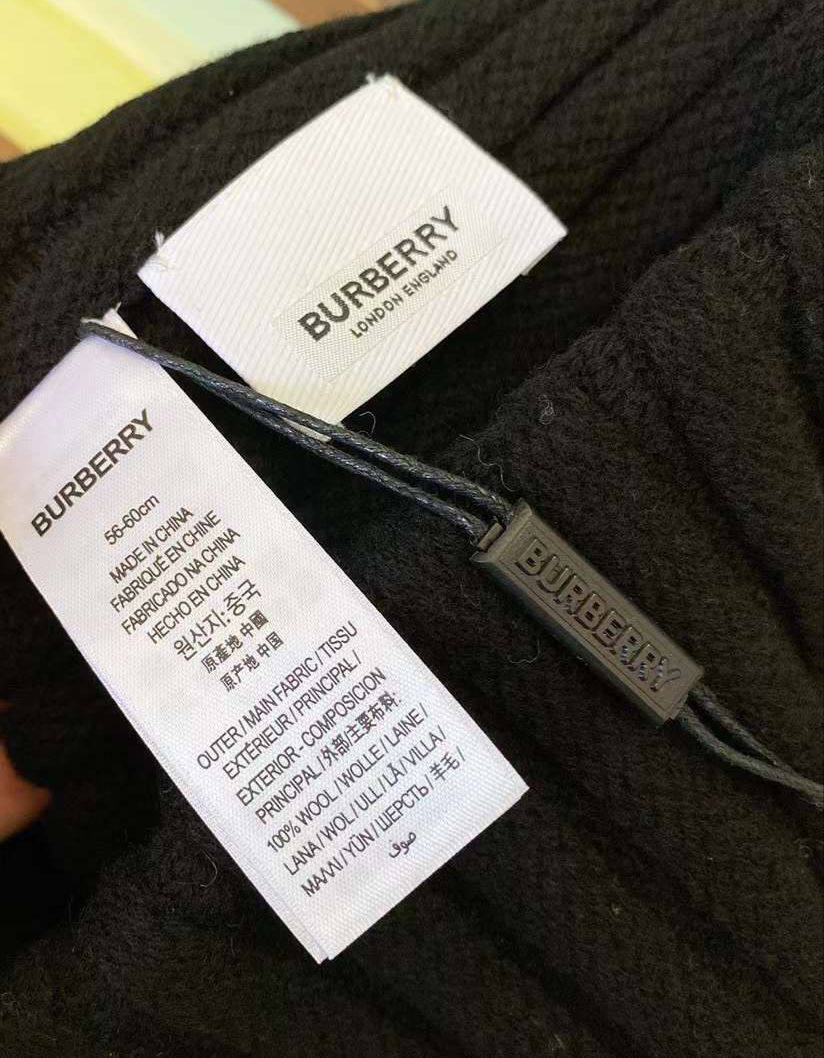 BURBERRY
LONDON ENGLAND
BURBERRY
56-60cm
MADE IN CHINA
FABRIQUÉ EN CHINE
FABRICADO NA CHINA
HECHO EN CHINA
원산지: 중국
原產地 中國
原产地 中国
OUTER / MAIN FABRIC / TISSU
EXTÉRIEUR / PRINCIPAL /
EXTERIOR - COMPOSICION
PRINCIPAL / 外部/主要布料:
100% WOOL / WOLLE / LAINE /
LANA / WOL / ULL / LÃ / VILLA /
ΜΑΛΛΙ / YÜN / ШЕРСТЬ / 羊毛 /
صوف
BURBERRY